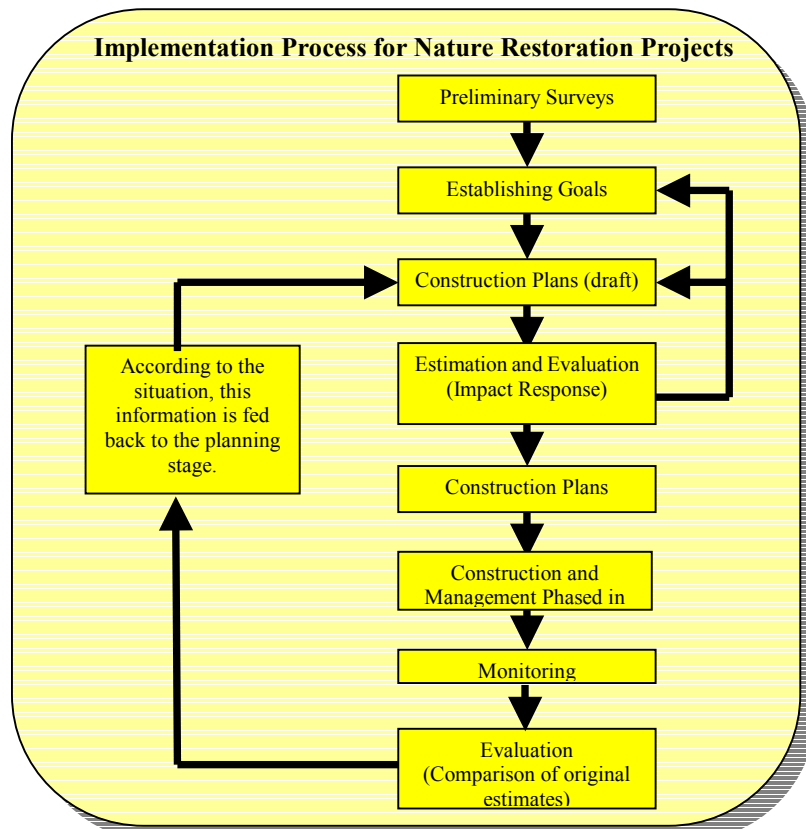 Implementation Process for Nature Restoration Projects
Preliminary Surveys
Establishing Goals
Construction Plans (draft)
Estimation and Evaluation
(Impact Response)
According to the
situation, this
information is fed
back to the planning
stage.
Construction Plans
Construction and
Management Phased in
Monitoring
Evaluation
(Comparison of original
estimates)